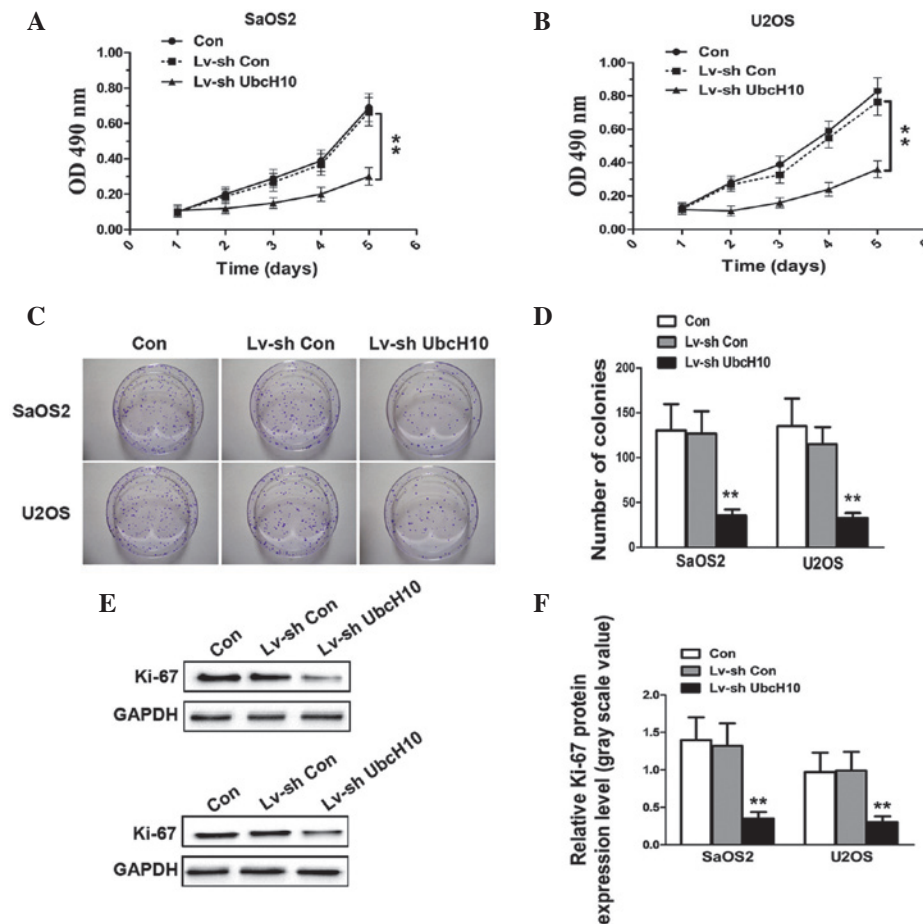 A
SaOS2
Con
Lv-sh Con
Lv-sh UbcH10
1.00
0.80
0.60
0.40
0.20
0.00
OD 490 nm
**
0 1 2 3 4 5 6
Time (days)
B
U2OS
Con
Lv-sh Con
Lv-sh UbcH10
1.00
0.80
0.60
0.40
0.20
0.00
OD 490 nm
**
0 1 2 3 4 5
Time (days)
C
Con Lv-sh Con Lv-sh UbcH10
SaOS2
U2OS
D
Con
Lv-sh Con
Lv-sh UbcH10
200
150
100
50
0
Number of colonies
** **
SaOS2 U2OS
E
Con Lv-sh Con Lv-sh UbcH10
Ki-67
GAPDH
Con Lv-sh Con Lv-sh UbcH10
Ki-67
GAPDH
F
Con
Lv-sh Con
Lv-sh UbcH10
2.0
1.5
1.0
0.5
0.0
Relative Ki-67 protein
expression level (gray scale value)
** **
SaOS2 U2OS